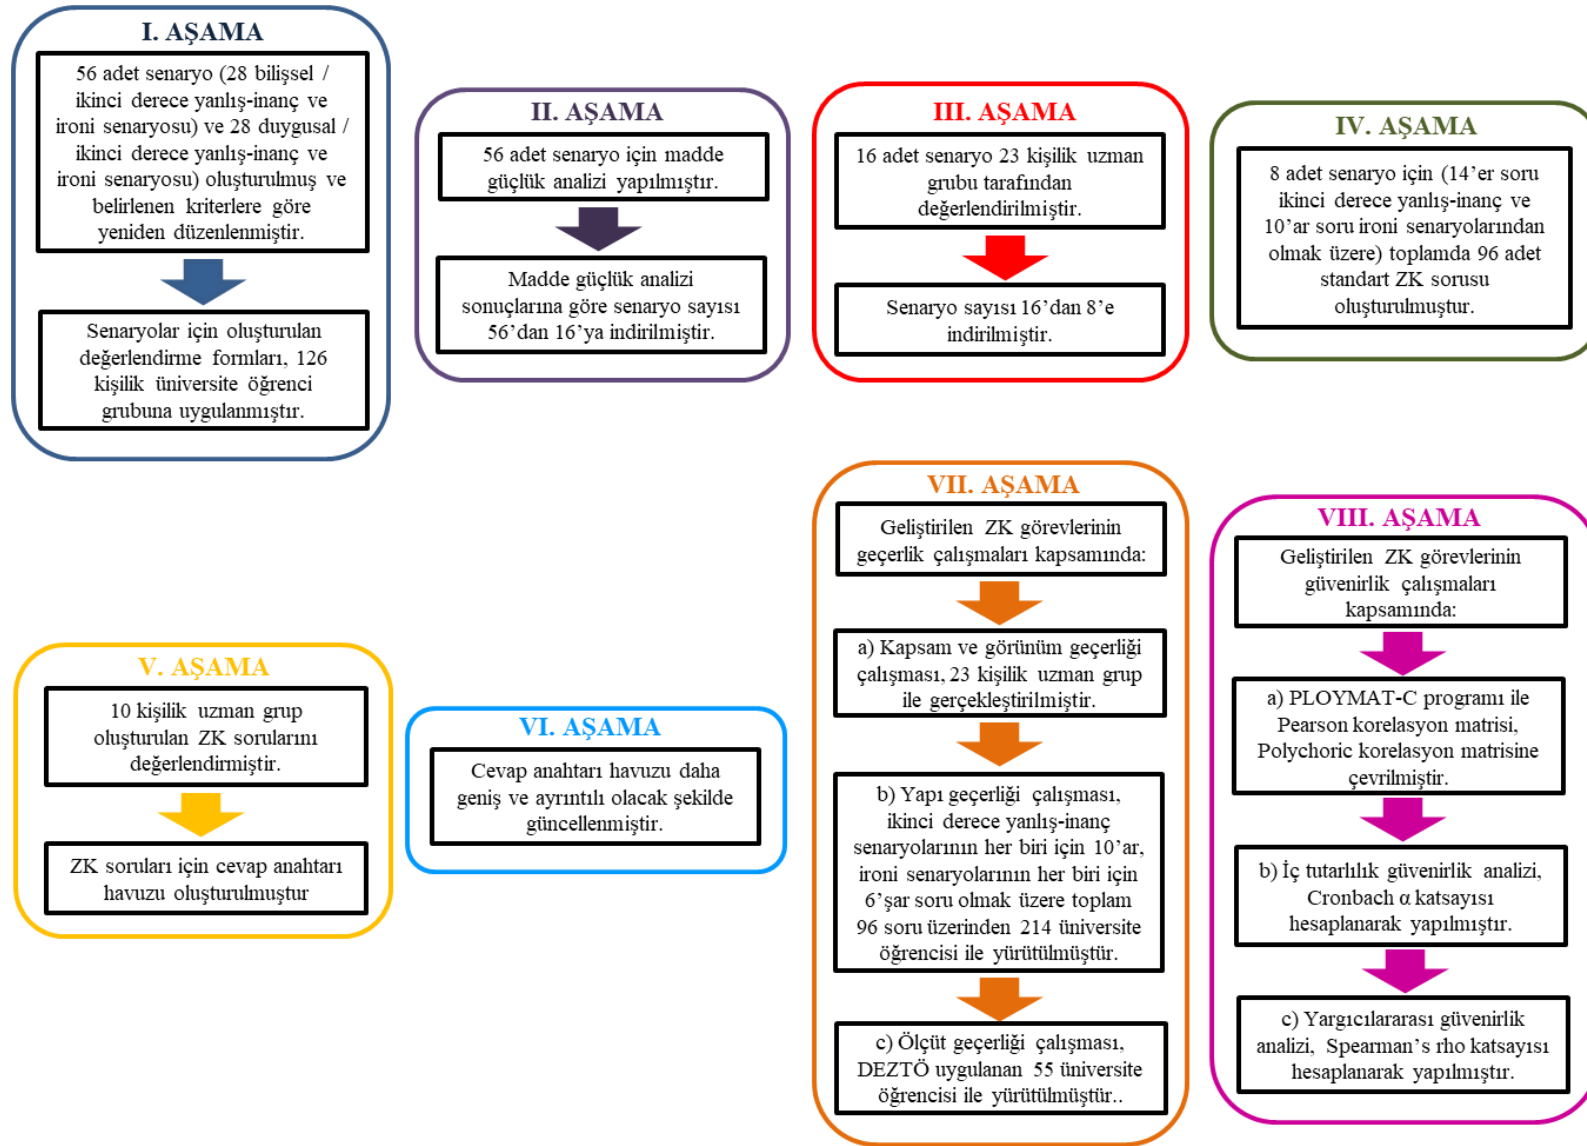 I. AŞAMA
56 adet senaryo (28 bilişsel /
ikinci derece yanlış-inanç ve
ironi senaryosu) ve 28 duygusal /
ikinci derece yanlış-inanç ve
ironi senaryosu) oluşturulmuş ve
belirlenen kriterlere göre
yeniden düzenlenmiştir.
Senaryolar için oluşturulan
değerlendirme formları, 126
kişilik üniversite öğrenci
grubuna uygulanmıştır.
II. AŞAMA
56 adet senaryo için madde
güçlük analizi yapılmıştır.
Madde güçlük analizi
sonuçlarına göre senaryo sayısı
56’dan 16’ya indirilmiştir.
III. AŞAMA
16 adet senaryo 23 kişilik uzman
grubu tarafından
değerlendirilmiştir.
Senaryo sayısı 16’dan 8’e
indirilmiştir.
IV. AŞAMA
8 adet senaryo için (14’er soru
ikinci derece yanlış-inanç ve
10’ar soru ironi senaryolarından
olmak üzere) toplamda 96 adet
standart ZK sorusu
oluşturulmuştur.
V. AŞAMA
10 kişilik uzman grup
oluşturulan ZK sorularını
değerlendirmiştir.
ZK soruları için cevap anahtarı
havuzu oluşturulmuştur
VI. AŞAMA
Cevap anahtarı havuzu daha
geniş ve ayrıntılı olacak şekilde
güncellenmiştir.
VII. AŞAMA
Geliştirilen ZK görevlerinin
geçerlik çalışmaları kapsamında:
a) Kapsam ve görünüm geçerliği
çalışması, 23 kişilik uzman grup
ile gerçekleştirilmiştir.
b) Yapı geçerliği çalışması,
ikinci derece yanlış-inanç
senaryolarının her biri için 10’ar,
ironi senaryolarının her biri için
6’şar soru olmak üzere toplam
96 soru üzerinden 214 üniversite
öğrencisi ile yürütülmüştür.
c) Ölçüt geçerliği çalışması,
DEZTÖ uygulanan 55 üniversite
öğrencisi ile yürütülmüştür..
VIII. AŞAMA
Geliştirilen ZK görevlerinin
güvenirlik çalışmaları
kapsamında:
a) PLOYMAT-C programı ile
Pearson korelasyon matrisi,
Polychoric korelasyon matrisine
çevrilmiştir.
b) İç tutarlılık güvenirlik analizi,
Cronbach α katsayısı
hesaplanarak yapılmıştır.
c) Yargıcılararası güvenirlik
analizi, Spearman’s rho katsayısı
hesaplanarak yapılmıştır.